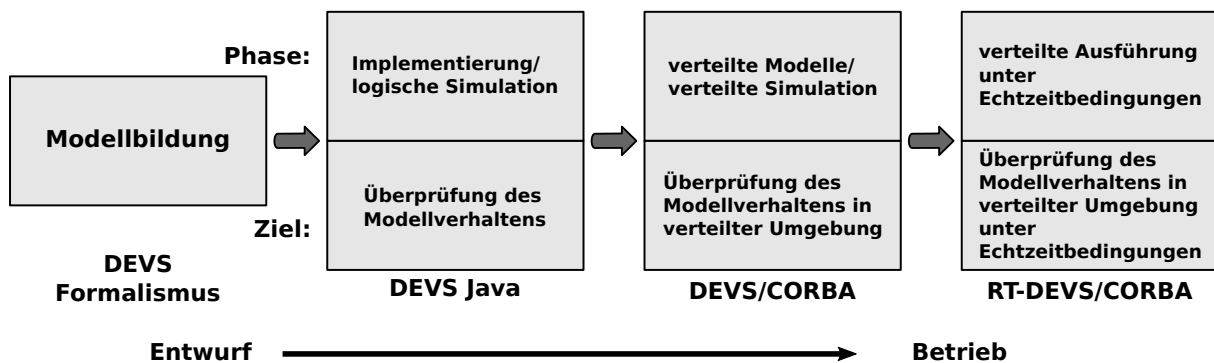 Modellbildung
DEVS
Formalismus
Phase:
Ziel:
Implementierung/
logische Simulation
Überprüfung des
Modellverhaltens
DEVS Java
verteilte Modelle/
verteilte Simulation
Überprüfung des
Modellverhaltens in
verteilter Umgebung
DEVS/CORBA
verteilte Ausführung
unter
Echtzeitbedingungen
Überprüfung des
Modellverhaltens in
verteilter Umgebung
unter
Echtzeitbedingungen
RT-DEVS/CORBA
Entwurf
Betrieb